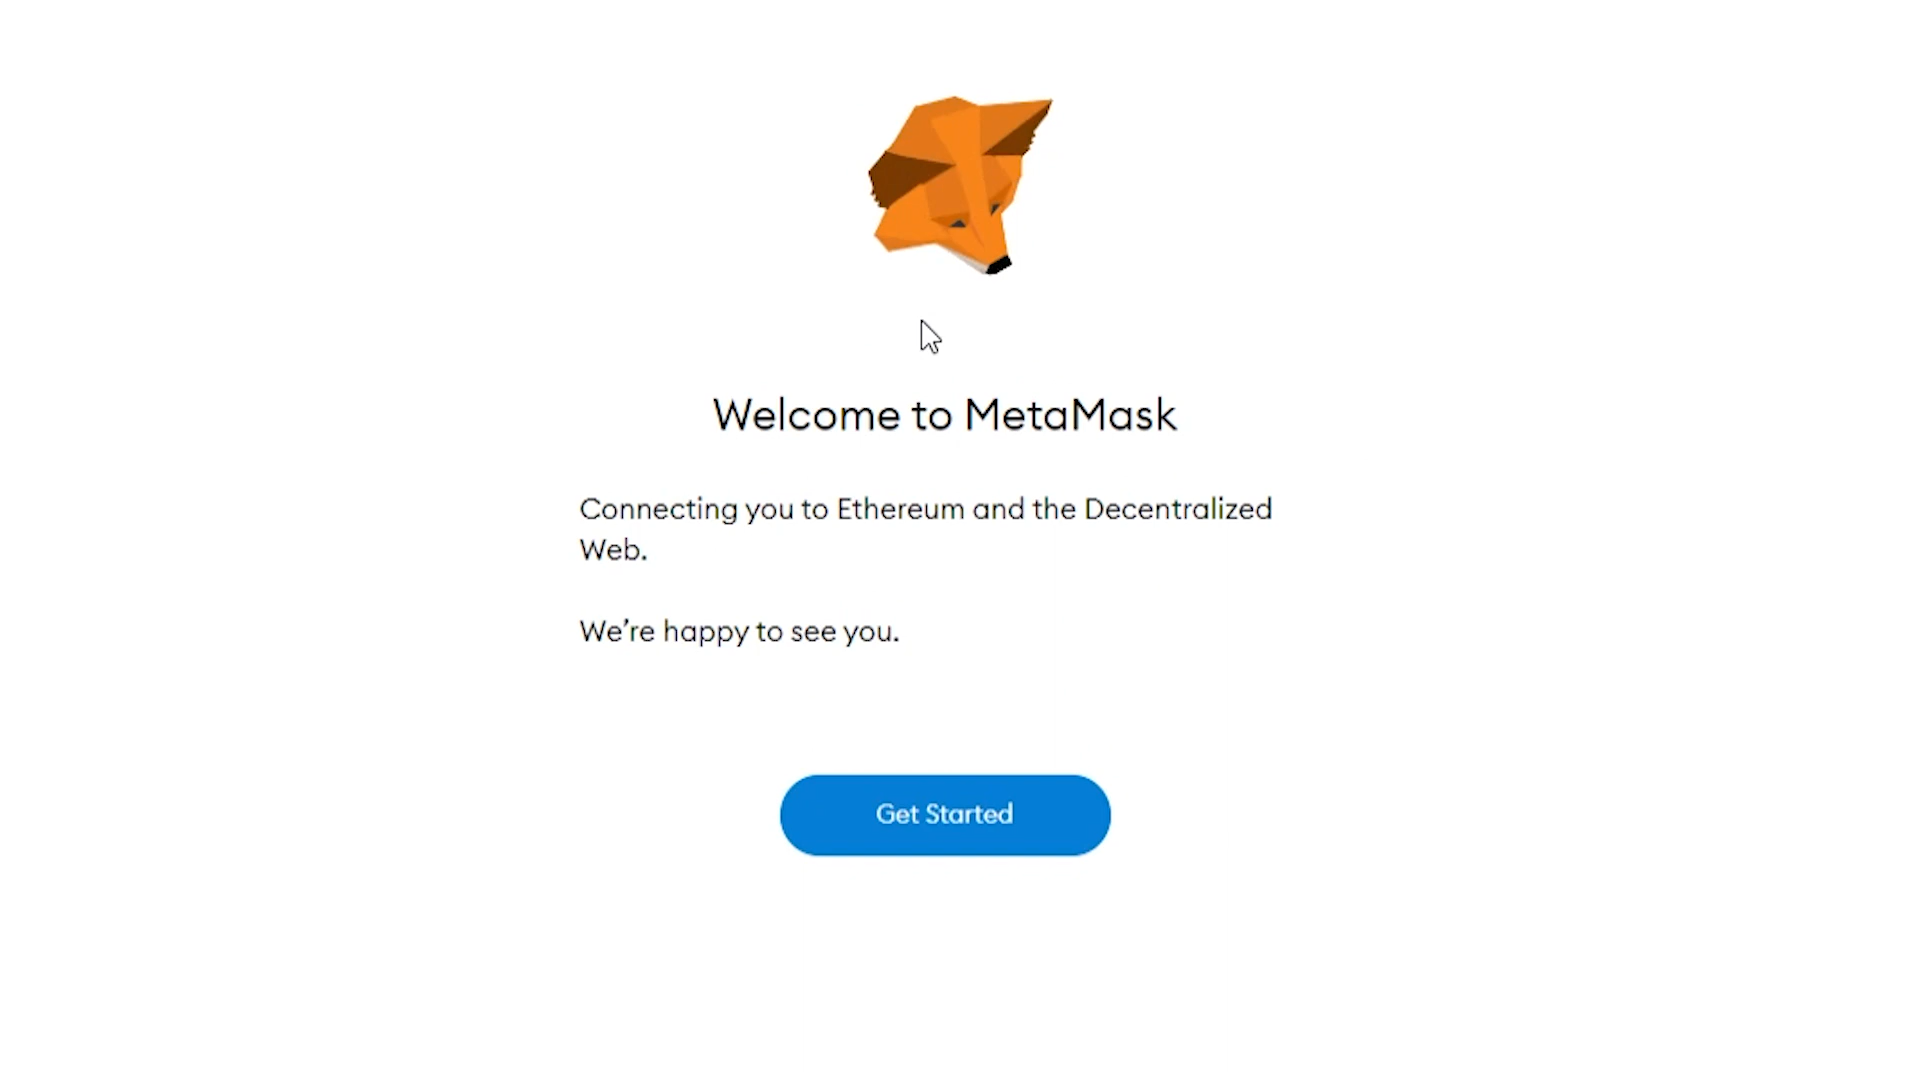 Welcome to MetaMask
Connecting you to Ethereum and the Decentralized
Web.
We’re happy to see you.
Get Started